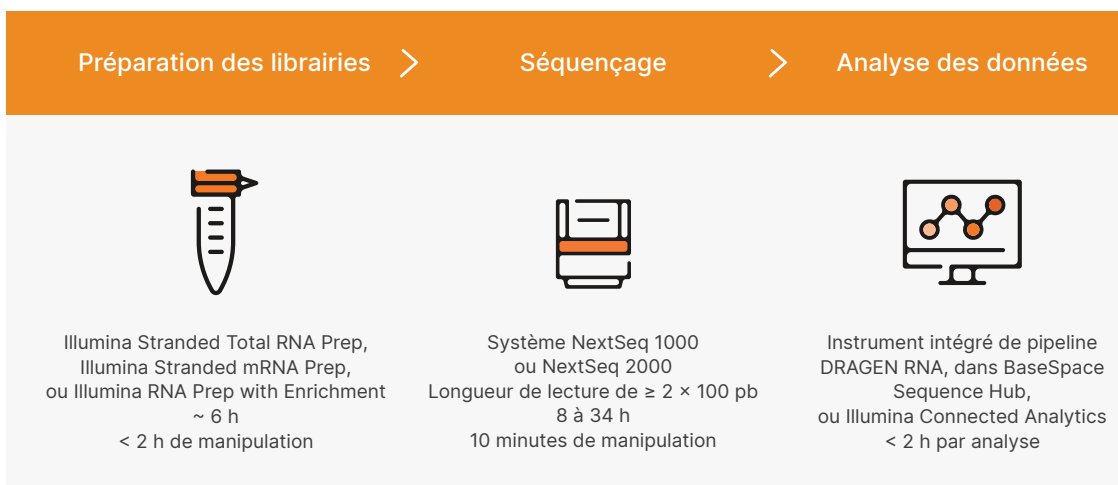 Préparation des librairies
Séquençage
Analyse des données
Illumina Stranded Total RNA Prep,
Illumina Stranded mRNA Prep,
ou Illumina RNA Prep with Enrichment
~ 6 h
< 2 h de manipulation
Système NextSeq 1000
ou NextSeq 2000
Longueur de lecture de ≥ 2 × 100 pb
8 à 34 h
10 minutes de manipulation
Instrument intégré de pipeline
DRAGEN RNA, dans BaseSpace
Sequence Hub,
ou Illumina Connected Analytics
< 2 h par analyse